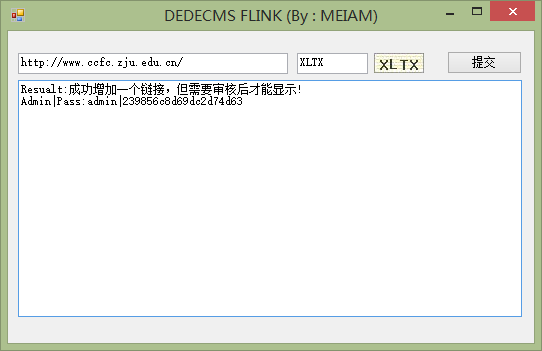 DEDECMS FLINK (By : MEIAM)
http://www.ccfc.zju.edu.cn/
XLTX
XLTX
提交
Resualt:成功增加一个链接，但需要审核后才能显示!
Admin|Pass:admin|239856c8d69dc2d74d63